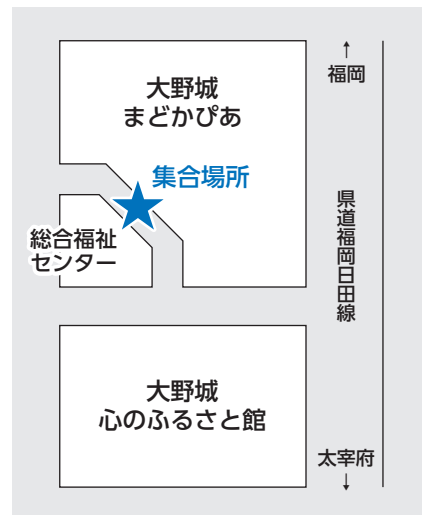 ↑
福岡
大野城
まどかぴあ
集合場所
県道福岡日田線
総合福祉
センター
大野城
心のふるさと館
太宰府
↓